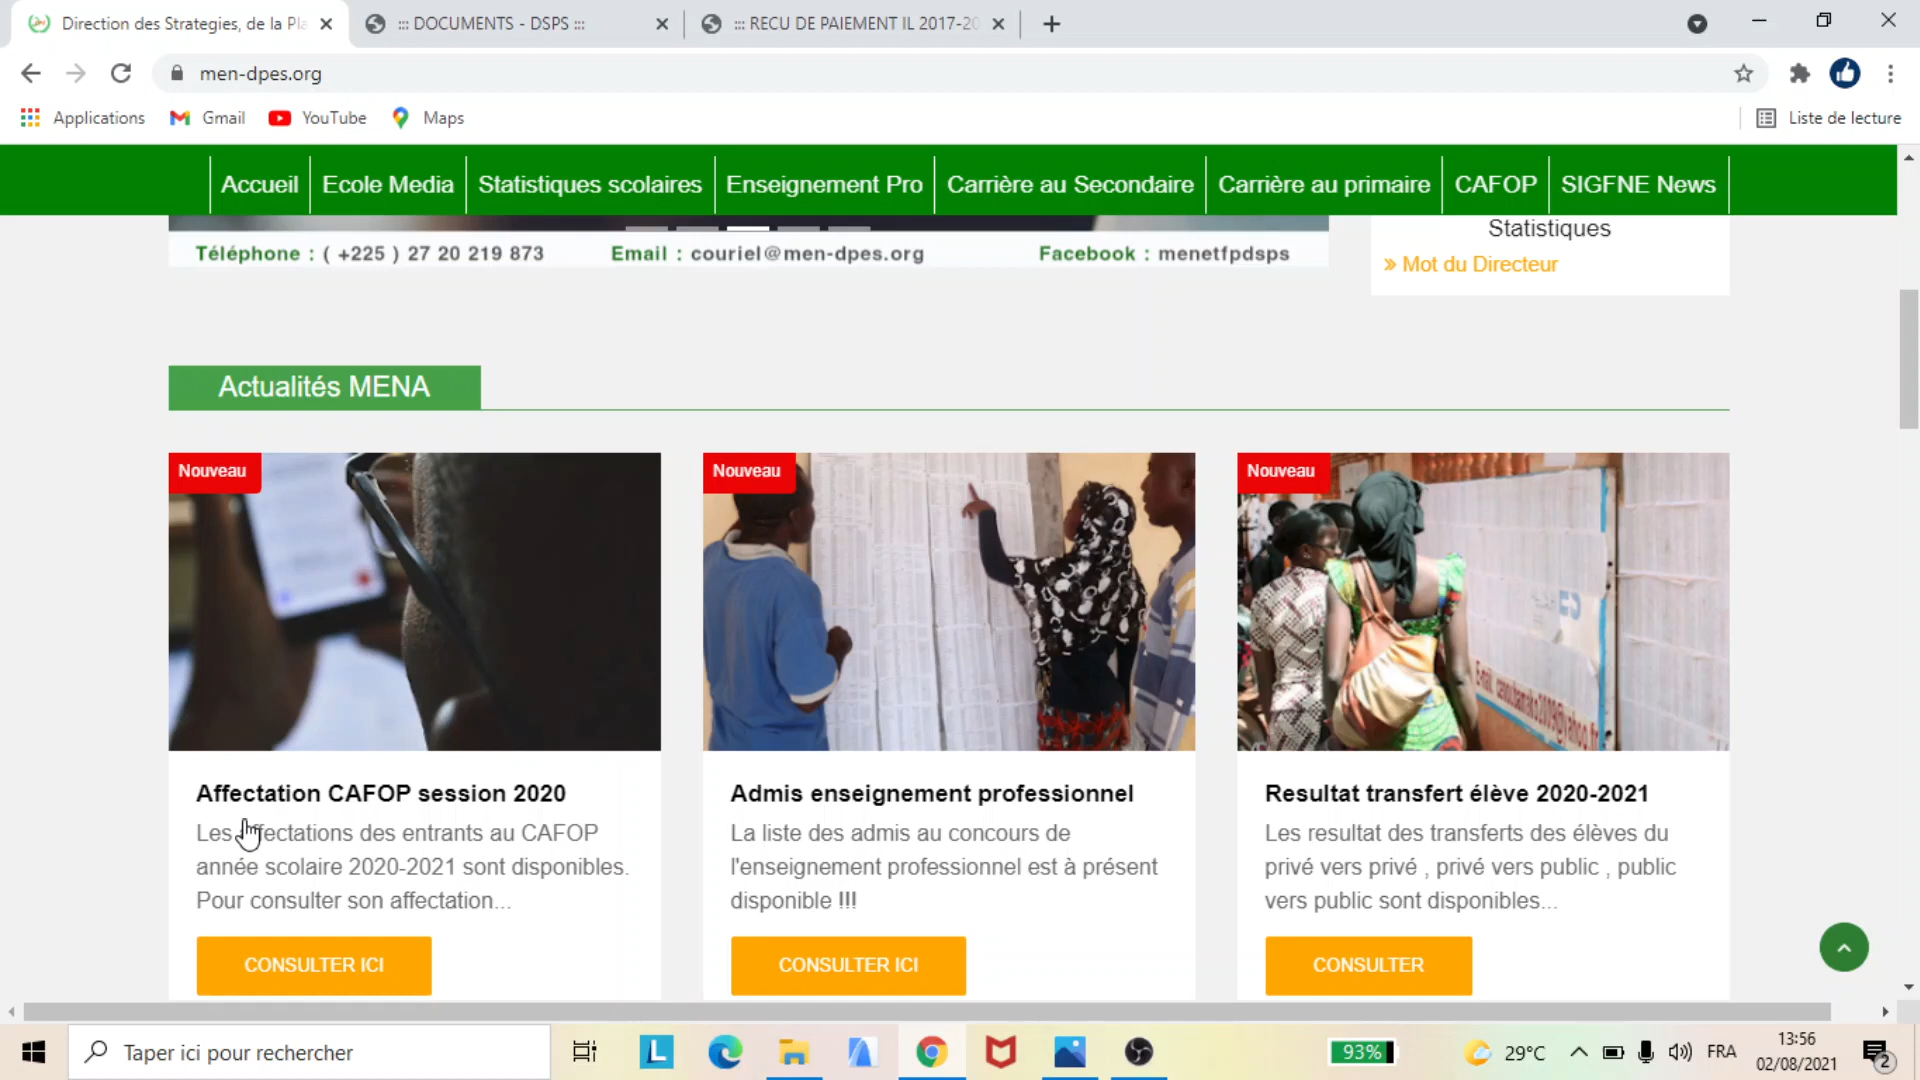 Direction des Strategies, de la Pla
::: DOCUMENTS - DSPS :::
::: RECU DE PAIEMENT IL 2017-20
men-dpes.org
Applications
Gmail
YouTube
Maps
Liste de lecture
Accueil
Ecole Media
Statistiques scolaires
Enseignement Pro
Carrière au Secondaire
Carrière au primaire
CAFOP
SIGFNE News
Téléphone : ( +225 ) 27 20 219 873
Email : couriel@men-dpes.org
Facebook : menetfpdsps
Statistiques
» Mot du Directeur
Actualités MENA
Nouveau
Affectation CAFOP session 2020
Les affectations des entrants au CAFOP
année scolaire 2020-2021 sont disponibles.
Pour consulter son affectation...
CONSULTER ICI
Nouveau
Admis enseignement professionnel
La liste des admis au concours de
l'enseignement professionnel est à présent
disponible !!!
CONSULTER ICI
Nouveau
Resultat transfert élève 2020-2021
Les resultat des transferts des élèves du
privé vers privé , privé vers public , public
vers public sont disponibles...
CONSULTER
Taper ici pour rechercher
93%
29°C
FRA
13:56
02/08/2021
2